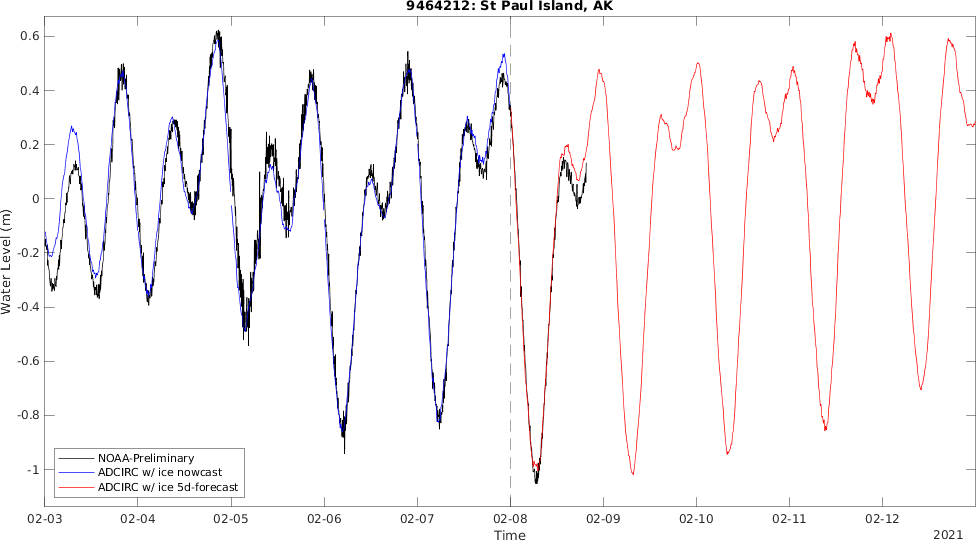 9464212: St Paul Island, AK
0.6
0.4
0.2
0
-0.2
-0.4
-0.6
-0.8
-1
Water Level (m)
NOAA-Preliminary
ADCIRC w/ ice nowcast
ADCIRC w/ ice 5d-forecast
02-03 02-04 02-05 02-06 02-07 02-08 02-09 02-10 02-11 02-12
Time
2021